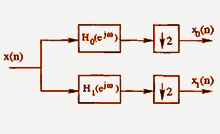 H₀(e^jω) ↓2 x₀(n)
x(n)
H₁(e^jω) ↓2 x₁(n)